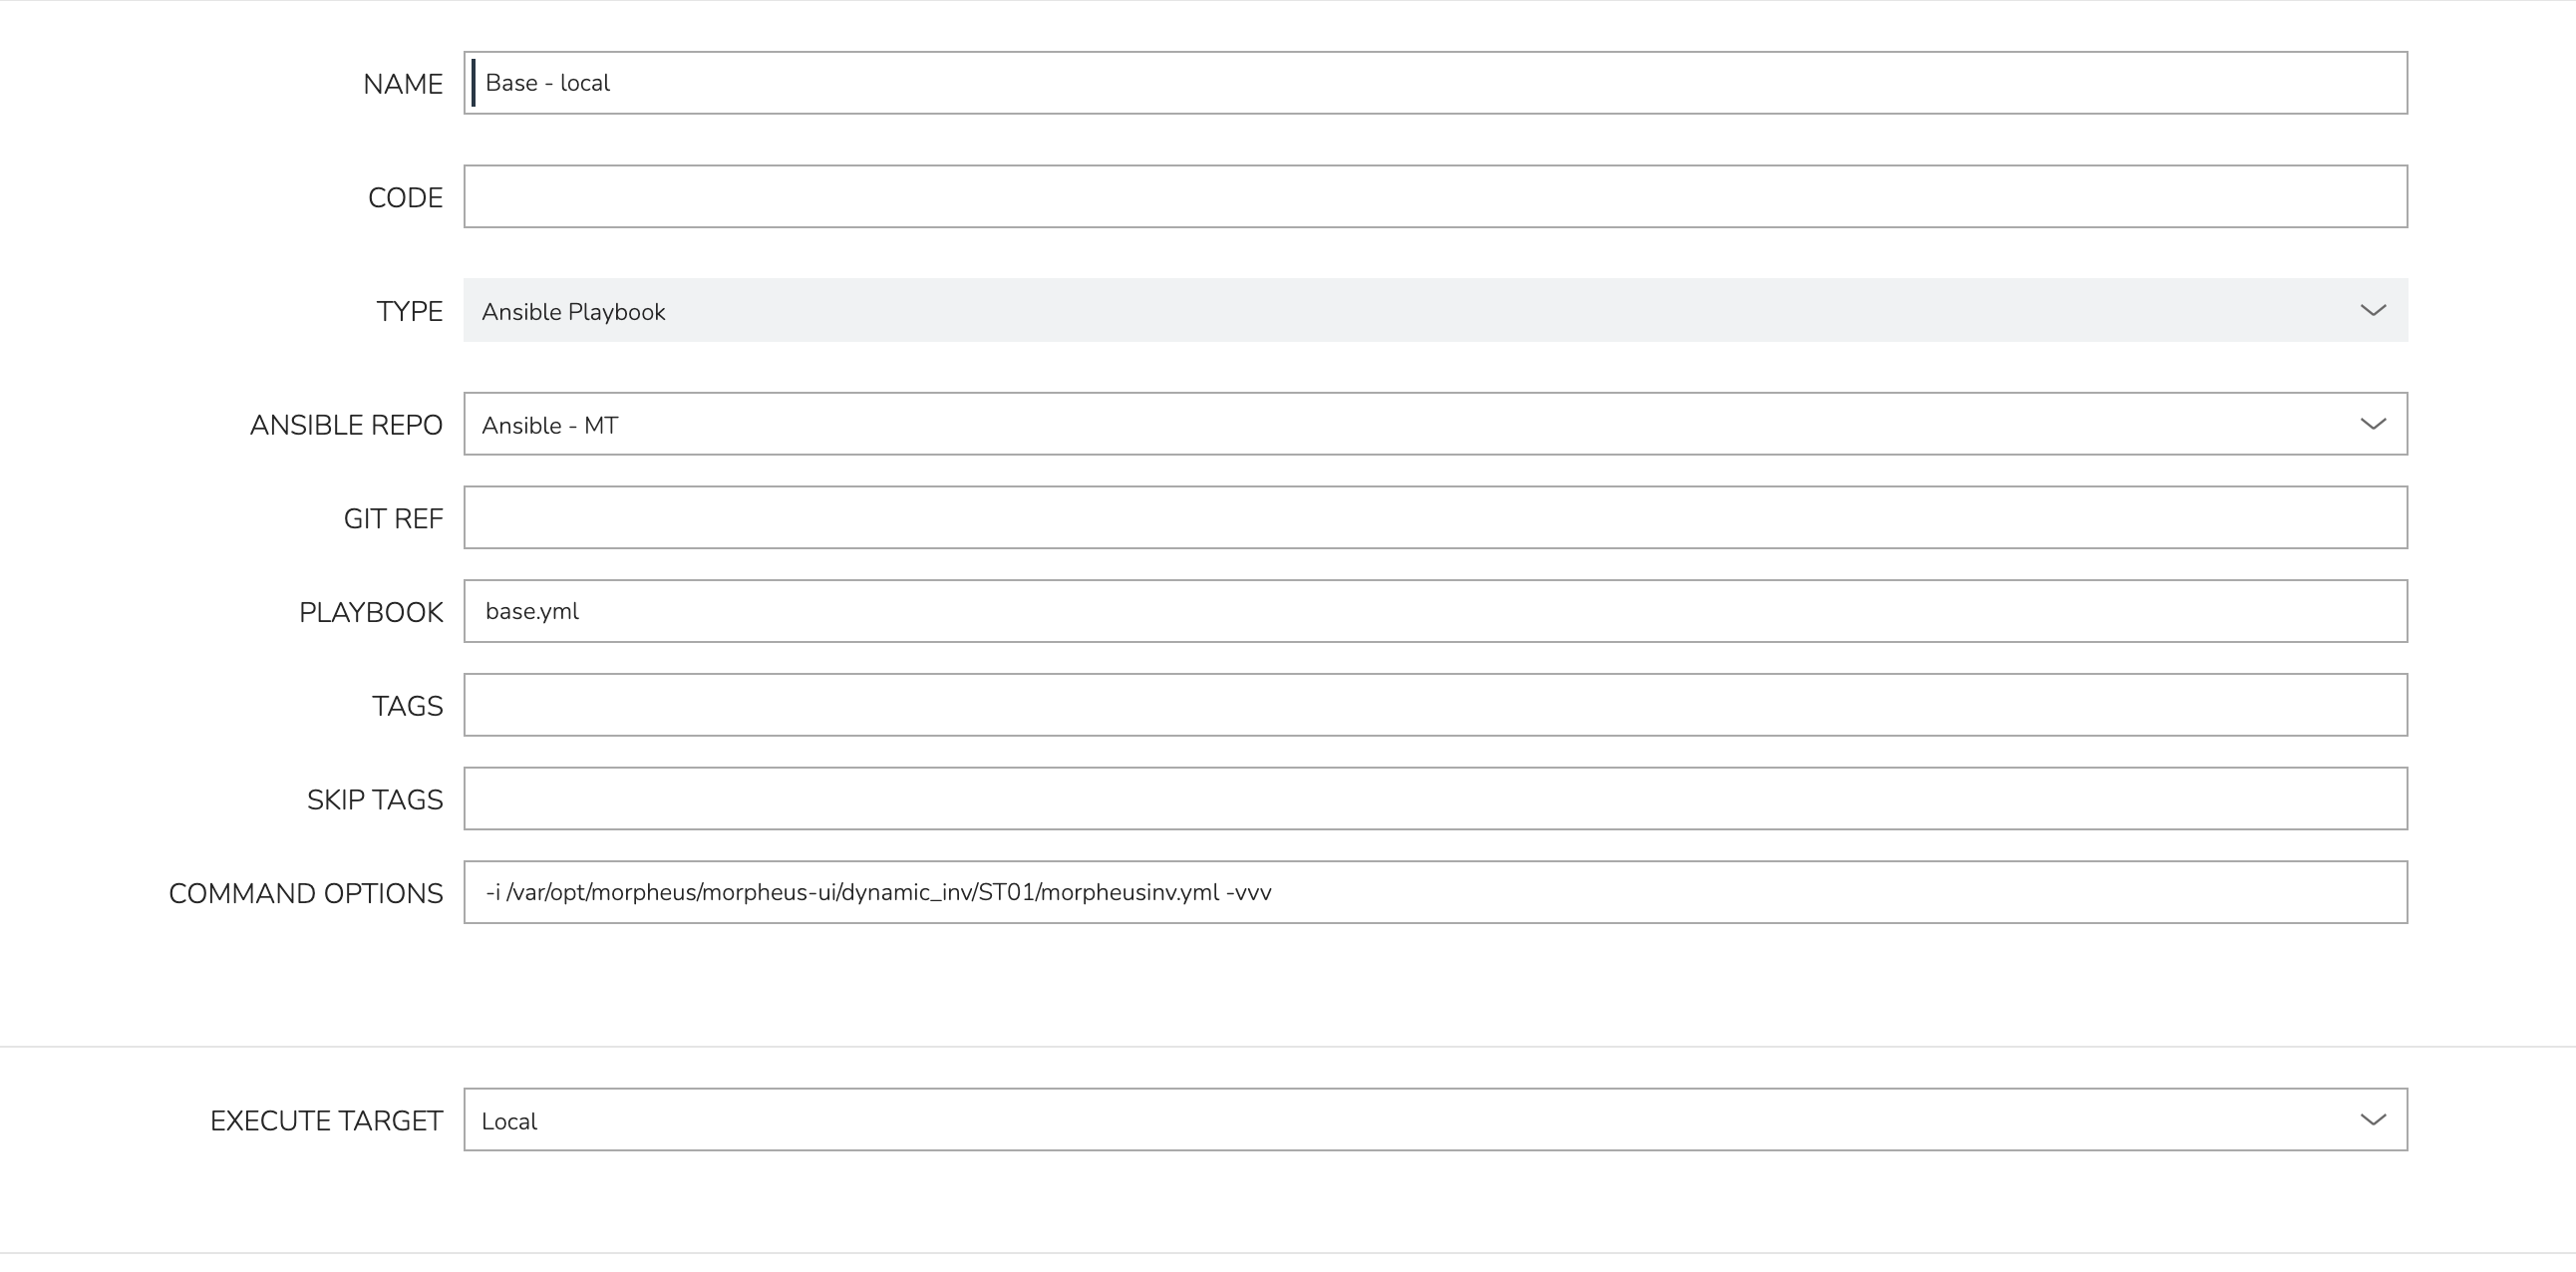 NAME Base - local
CODE
TYPE Ansible Playbook
ANSIBLE REPO Ansible - MT
GIT REF
PLAYBOOK base.yml
TAGS
SKIP TAGS
COMMAND OPTIONS -i /var/opt/morpheus/morpheus-ui/dynamic_inv/ST01/morpheusinv.yml -vvv
EXECUTE TARGET Local